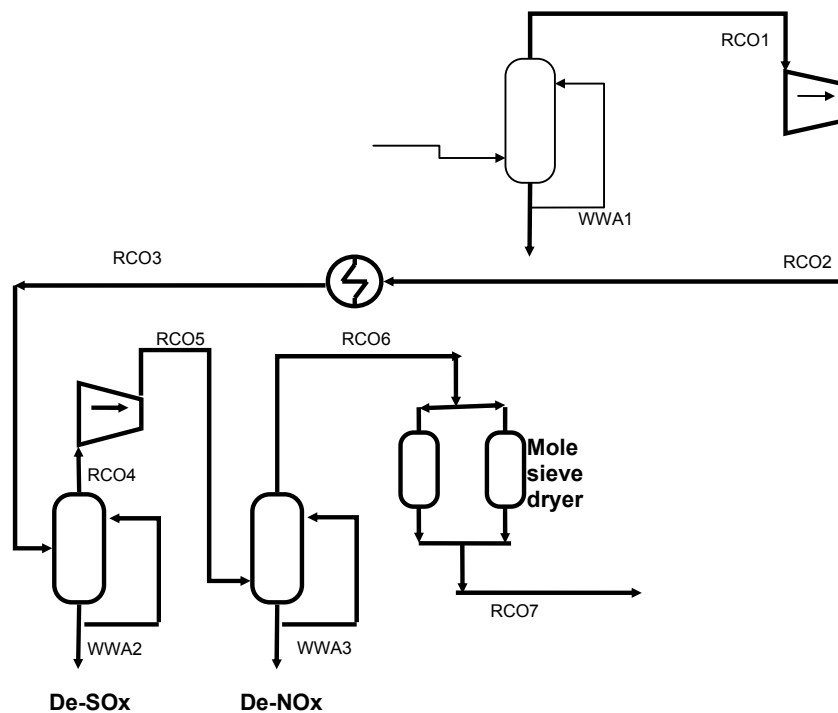 RCO1
WWA1
RCO3
RCO2
RCO5
RCO6
Mole
sieve
dryer
RCO4
RCO7
WWA2
WWA3
De-SOx
De-NOx